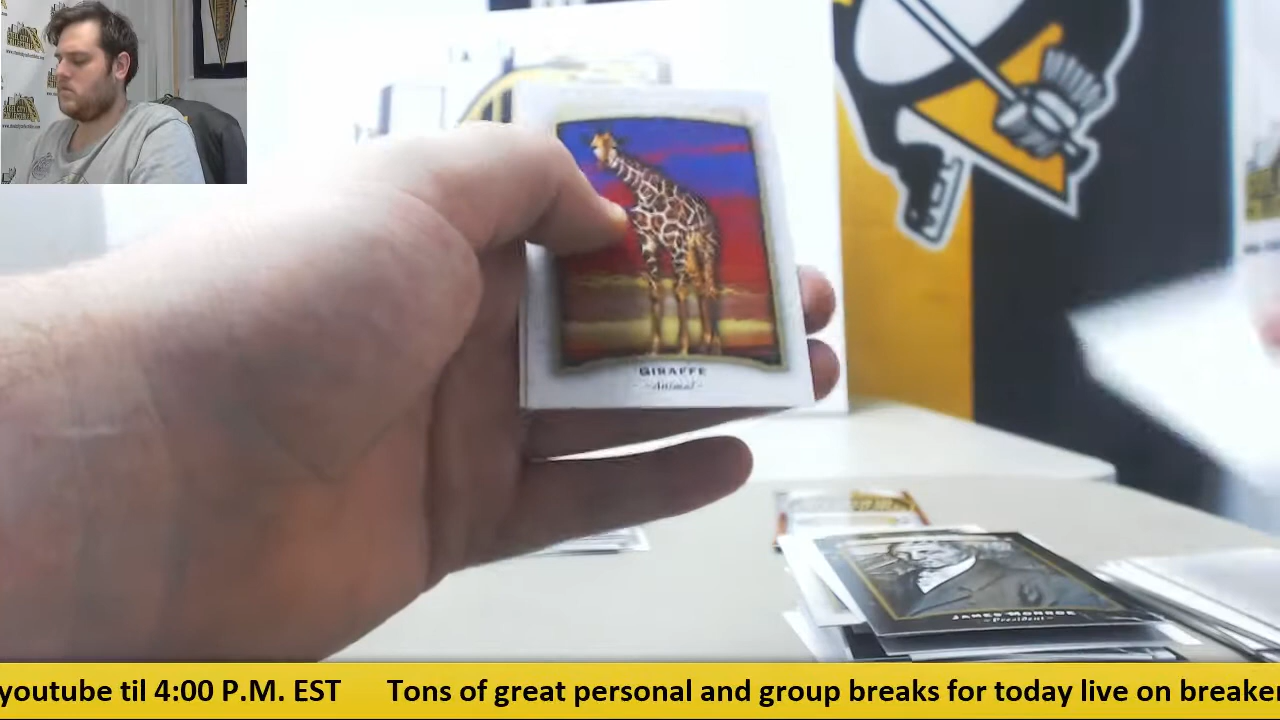 GIRAFFE
~Animal~
JAMES MONROE
~President~
youtube til 4:00 P.M. EST Tons of great personal and group breaks for today live on breaker